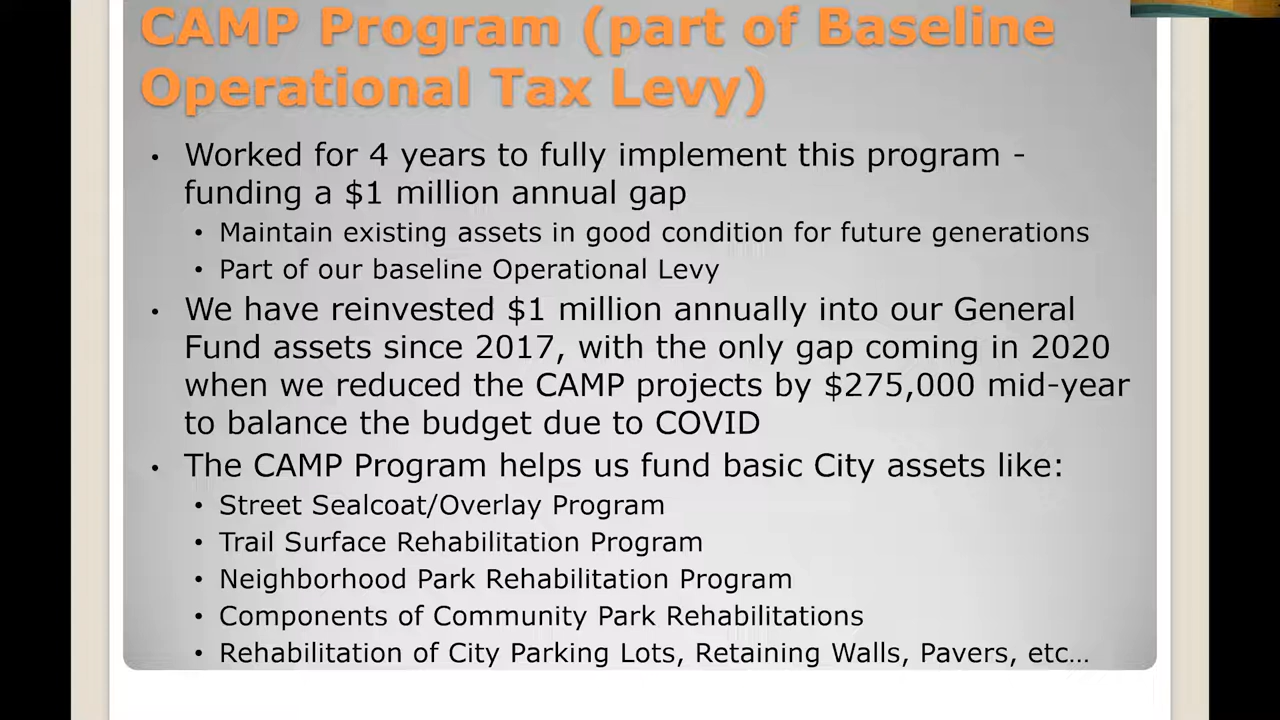 CAMP Program (part of Baseline
Operational Tax Levy)
• Worked for 4 years to fully implement this program -
funding a $1 million annual gap
• Maintain existing assets in good condition for future generations
• Part of our baseline Operational Levy
• We have reinvested $1 million annually into our General
Fund assets since 2017, with the only gap coming in 2020
when we reduced the CAMP projects by $275,000 mid-year
to balance the budget due to COVID
• The CAMP Program helps us fund basic City assets like:
• Street Sealcoat/Overlay Program
• Trail Surface Rehabilitation Program
• Neighborhood Park Rehabilitation Program
• Components of Community Park Rehabilitations
• Rehabilitation of City Parking Lots, Retaining Walls, Pavers, etc…